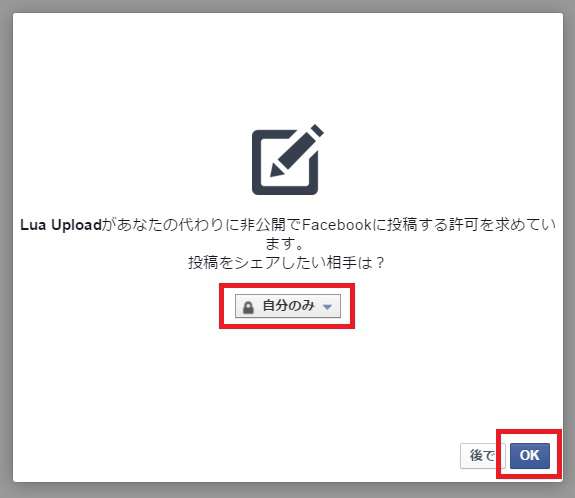 Lua Uploadがあなたの代わりに非公開でFacebookに投稿する許可を求めてい
ます。
投稿をシェアしたい相手は？
自分のみ
後で
OK